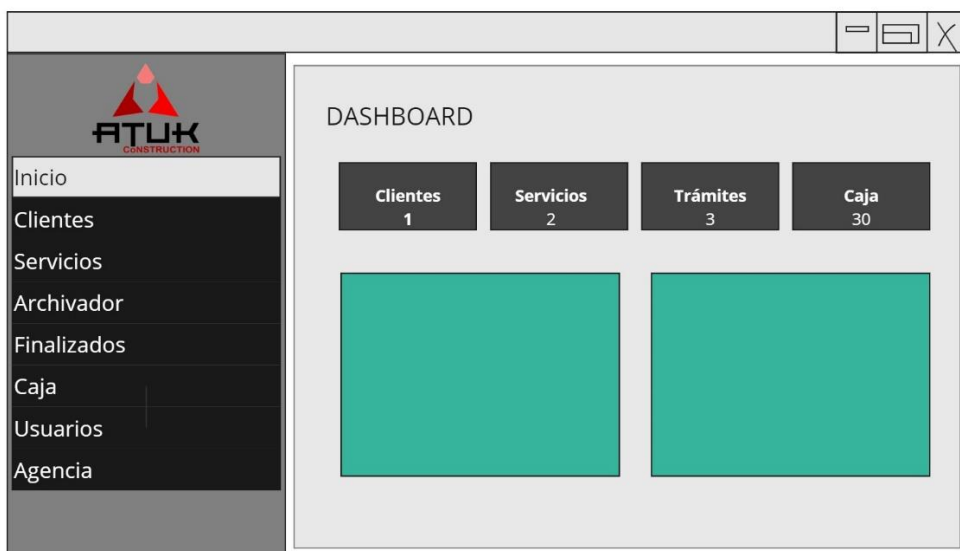 ATUK
CONSTRUCTION
Inicio
Clientes
Servicios
Archivador
Finalizados
Caja
Usuarios
Agencia
DASHBOARD
Clientes
1
Servicios
2
Trámites
3
Caja
30